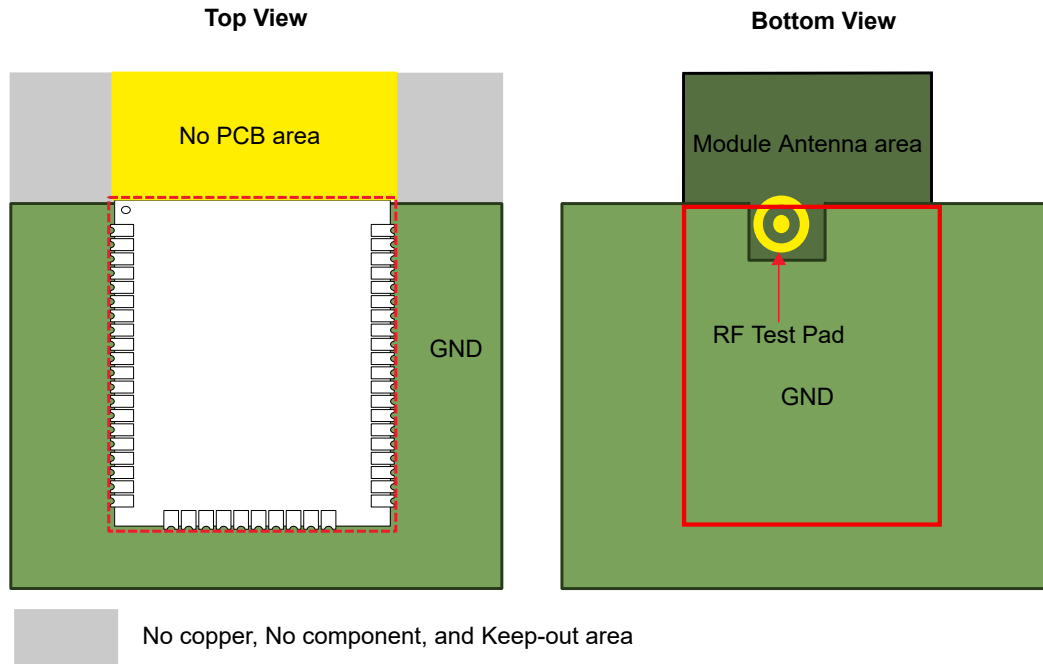 Top View
Bottom View
No PCB area
Module Antenna area
GND
RF Test Pad
GND
No copper, No component, and Keep-out area